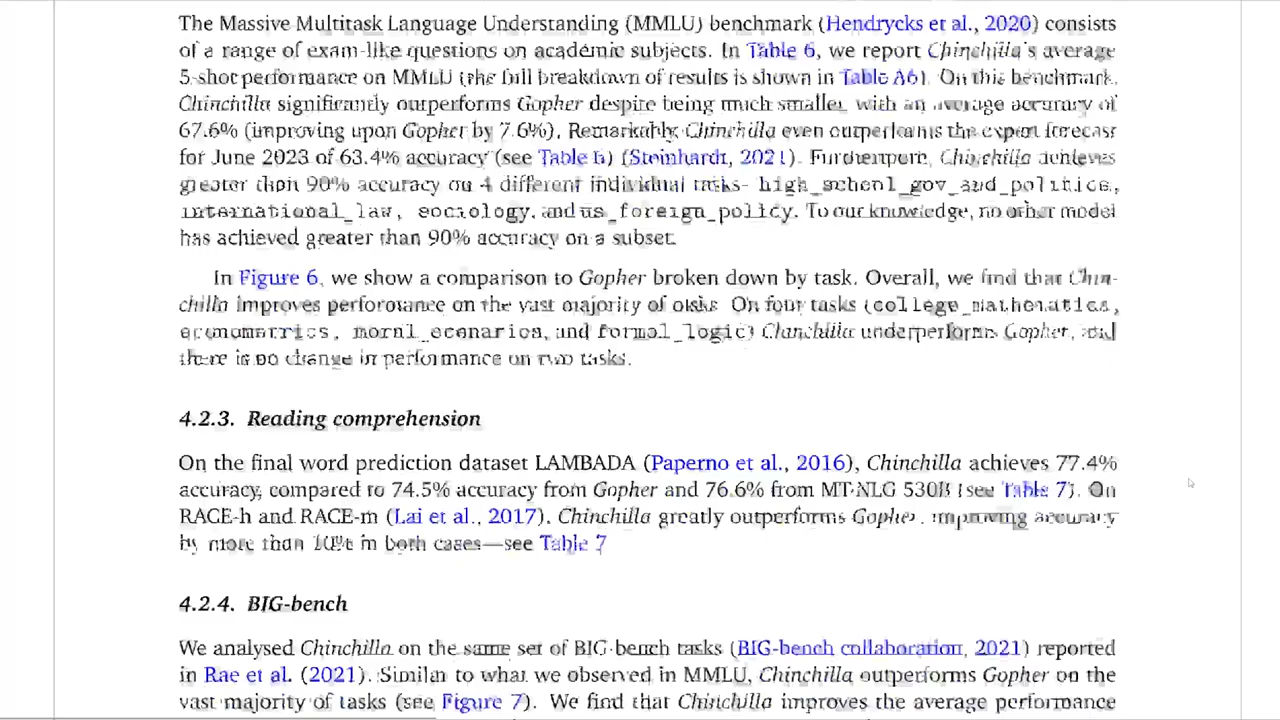 The Massive Multitask Language Understanding (MMLU) benchmark (Hendrycks et al., 2020) consists
of a range of exam-like questions on academic subjects. In Table 6, we report Chinchilla's average
5-shot performance on MMLU (the full breakdown of results is shown in Table A6). On this benchmark,
Chinchilla significantly outperforms Gopher despite being much smaller, with an average accuracy of
67.6% (improving upon Gopher by 7.6%). Remarkably, Chinchilla even outperforms the expert forecast
for June 2023 of 63.4% accuracy (see Table 6) (Steinhardt, 2021). Furthermore, Chinchilla achieves
greater than 90% accuracy on 4 different individual tasks- high_school_gov_and_politics,
international_law, sociology, and us_foreign_policy. To our knowledge, no other model
has achieved greater than 90% accuracy on a subset.
In Figure 6, we show a comparison to Gopher broken down by task. Overall, we find that Chin-
chilla improves performance on the vast majority of tasks. On four tasks (college_mathematics,
econometrics, moral_scenarios, and formal_logic) Chinchilla underperforms Gopher, and
there is no change in performance on two tasks.
4.2.3. Reading comprehension
On the final word prediction dataset LAMBADA (Paperno et al., 2016), Chinchilla achieves 77.4%
accuracy, compared to 74.5% accuracy from Gopher and 76.6% from MT-NLG 530B (see Table 7). On
RACE-h and RACE-m (Lai et al., 2017), Chinchilla greatly outperforms Gopher, improving accuracy
by more than 10% in both cases—see Table 7
4.2.4. BIG-bench
We analysed Chinchilla on the same set of BIG-bench tasks (BIG-bench collaboration, 2021) reported
in Rae et al. (2021). Similar to what we observed in MMLU, Chinchilla outperforms Gopher on the
vast majority of tasks (see Figure 7). We find that Chinchilla improves the average performance